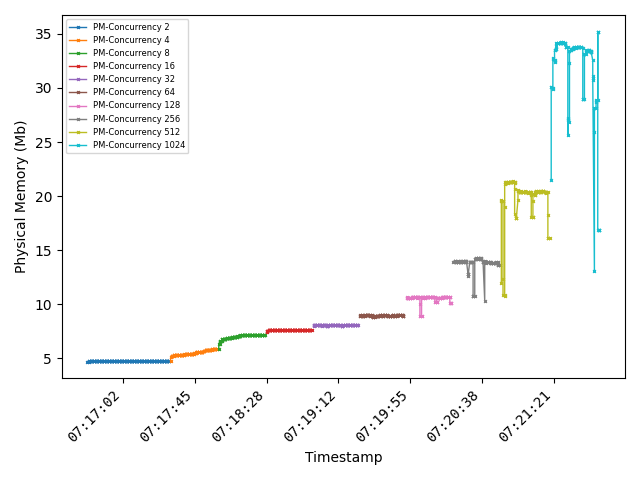 PM-Concurrency 2
PM-Concurrency 4
PM-Concurrency 8
PM-Concurrency 16
PM-Concurrency 32
PM-Concurrency 64
PM-Concurrency 128
PM-Concurrency 256
PM-Concurrency 512
PM-Concurrency 1024
Physical Memory (Mb)
35
30
25
20
15
10
5
07:17:02
07:17:45
07:18:28
07:19:12
07:19:55
07:20:38
07:21:21
Timestamp